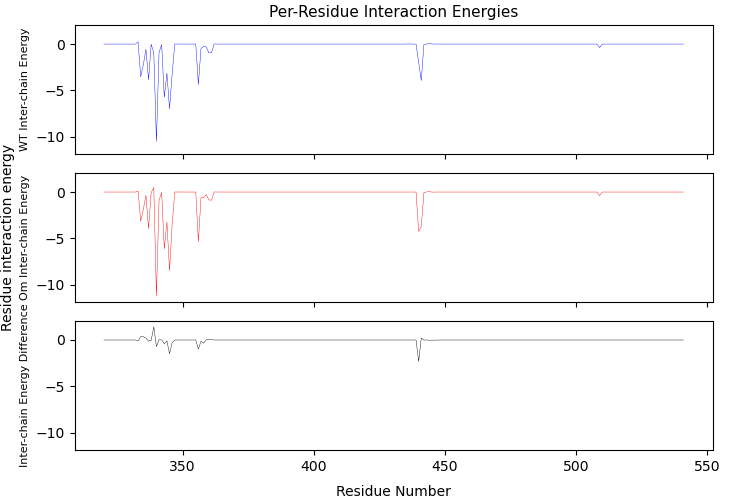 Per-Residue Interaction Energies
Residue interaction energy
WT Inter-chain Energy
0
−5
−10
Om Inter-chain Energy
0
−5
−10
Inter-chain Energy Difference
0
−5
−10
350
400
450
500
550
Residue Number